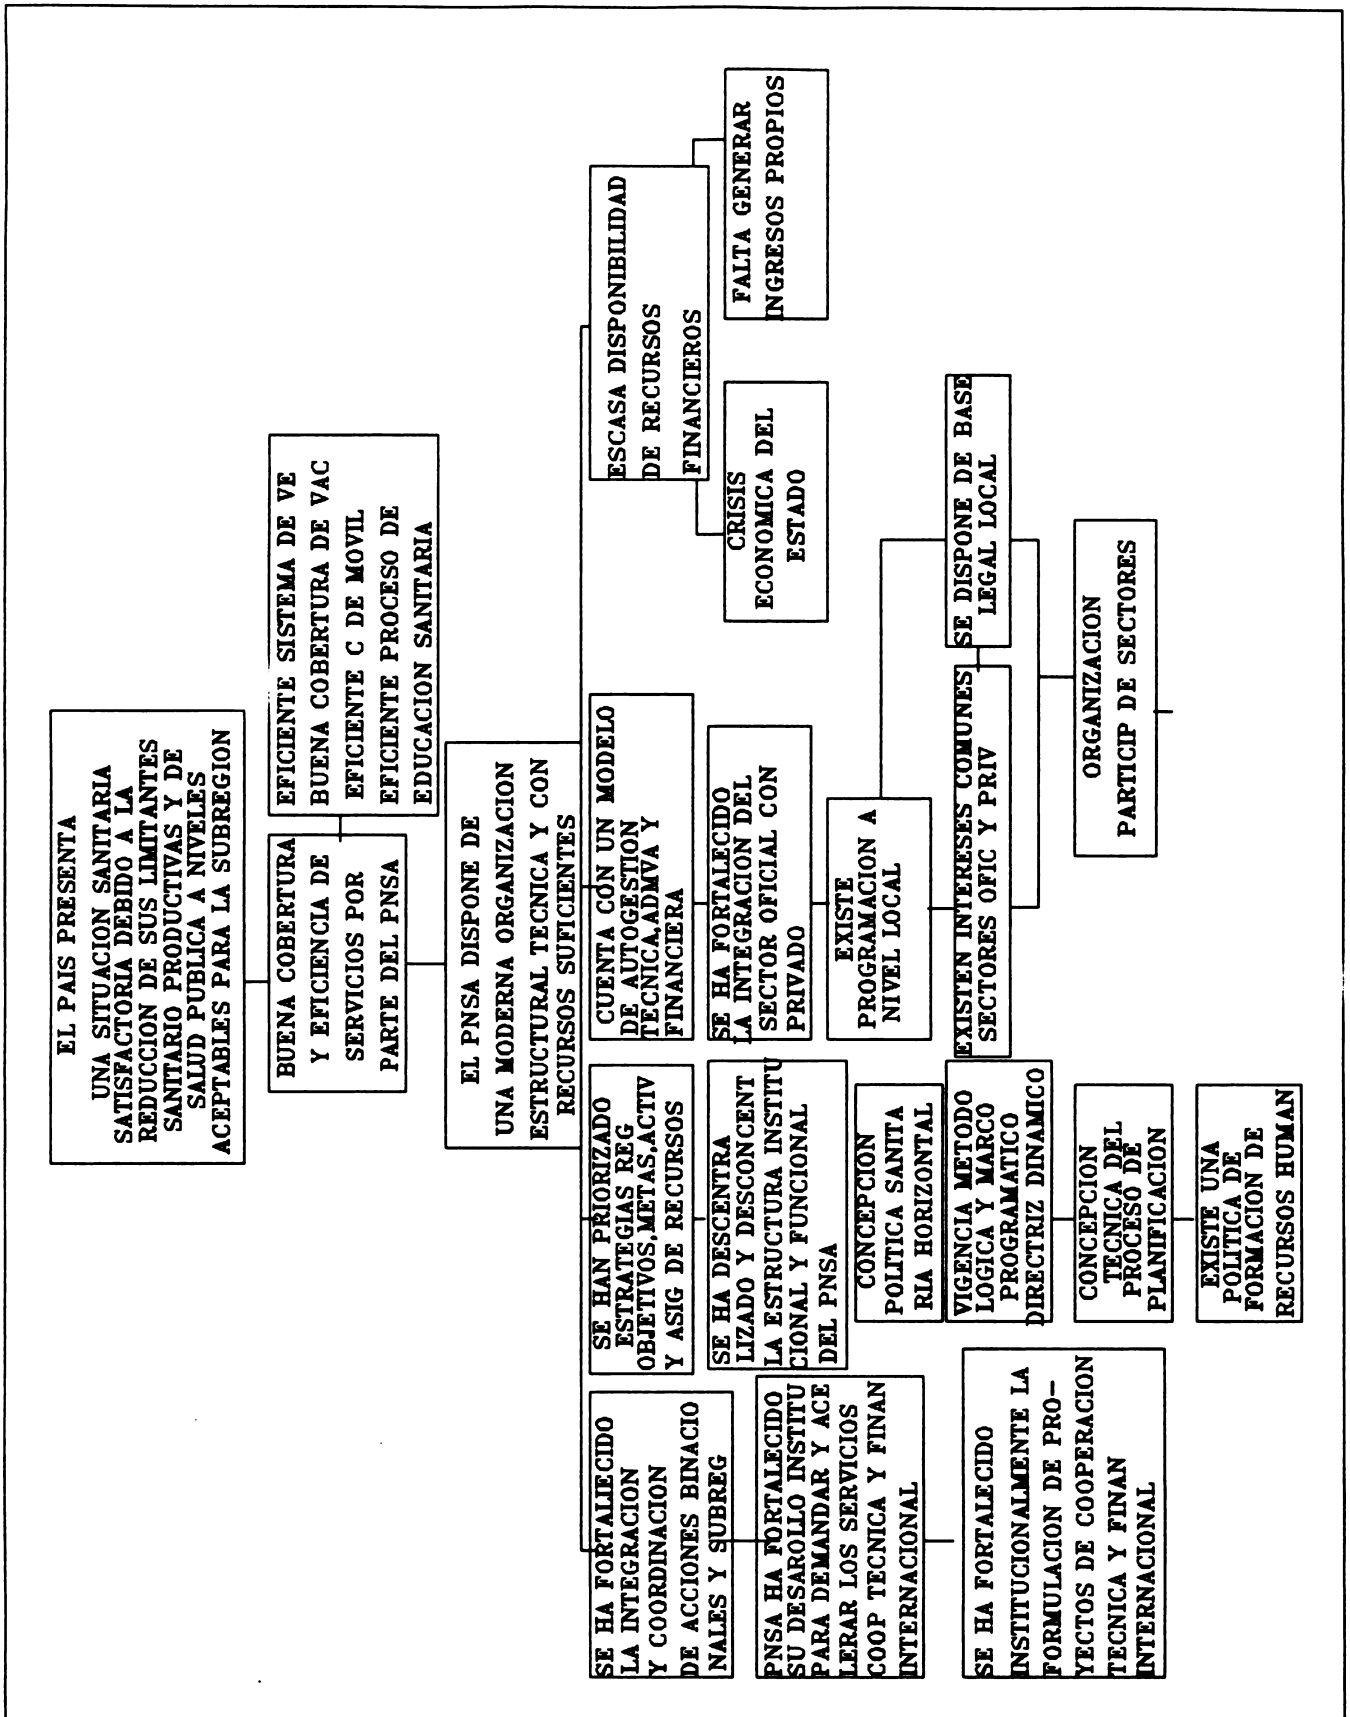 EL PAIS PRESENTA
UNA SITUACION SANITARIA
SATISFACTORIA DEBIDO A LA
REDUCCION DE SUS LIMITANTES
SANITARIO PRODUCTIVAS Y DE
SALUD PUBLICA A NIVELES
ACEPTABLES PARA LA SUBREGION
BUENA COBERTURA
Y EFICIENCIA DE
SERVICIOS POR
PARTE DEL PNSA
EFICIENTE SISTEMA DE VE
BUENA COBERTURA DE VAC
EFICIENTE C DE MOVIL
EFICIENTE PROCESO DE
EDUCACION SANITARIA
EL PNSA DISPONE DE
UNA MODERNA ORGANIZACION
ESTRUCTURAL TECNICA Y CON
RECURSOS SUFICIENTES
SE HA FORTALIECIDO
LA INTEGRACION
Y COORDINACION
DE ACCIONES BINACIO
NALES Y SUBREG
PNSA HA FORTALECIDO
SU DESAROLLO INSTITU
PARA DEMANDAR Y ACE
LERAR LOS SERVICIOS
COOP TECNICA Y FINAN
INTERNACIONAL
SE HA FORTALECIDO
INSTITUCIONALMENTE LA
FORMULACION DE PRO-
YECTOS DE COOPERACION
TECNICA Y FINAN
INTERNACIONAL
SE HAN PRIORIZADO
ESTRATEGIAS REG
OBJETIVOS,METAS,ACTIV
Y ASIG DE RECURSOS
SE HA DESCENTRA
LIZADO Y DESCONCENT
LA ESTRUCTURA INSTITU
CIONAL Y FUNCIONAL
DEL PNSA
CONCEPCION
POLITICA SANITA
RIA HORIZONTAL
VIGENCIA METODO
LOGICA Y MARCO
PROGRAMATICO
DIRECTRIZ DINAMICO
CONCEPCION
TECNICA DEL
PROCESO DE
PLANIFICACION
EXISTE UNA
POLITICA DE
FORMACION DE
RECURSOS HUMAN
CUENTA CON UN MODELO
DE AUTOGESTION
TECNICA,ADMVA Y
FINANCIERA
SE HA FORTALECIDO
LA INTEGRACION DEL
SECTOR OFICIAL CON
PRIVADO
EXISTE
PROGRAMACION A
NIVEL LOCAL
EXISTEN INTERESES COMUNES
SECTORES OFIC Y PRIV
SE DISPONE DE BASE
LEGAL LOCAL
ORGANIZACION
PARTICIP DE SECTORES
ESCASA DISPONIBILIDAD
DE RECURSOS
FINANCIEROS
CRISIS
ECONOMICA DEL
ESTADO
FALTA GENERAR
INGRESOS PROPIOS